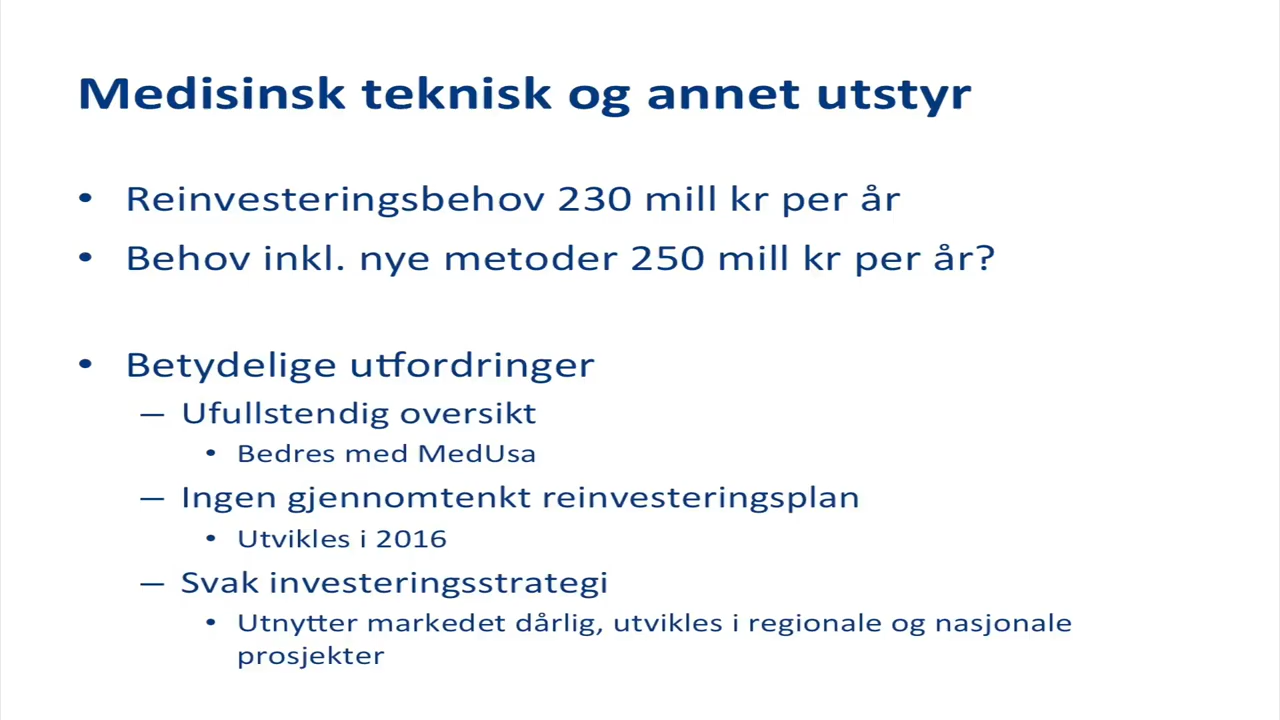 Medisinsk teknisk og annet utstyr
• Reinvesteringsbehov 230 mill kr per år
• Behov inkl. nye metoder 250 mill kr per år?
• Betydelige utfordringer
– Ufullstendig oversikt
• Bedres med MedUsa
– Ingen gjennomtenkt reinvesteringsplan
• Utvikles i 2016
– Svak investeringsstrategi
• Utnytter markedet dårlig, utvikles i regionale og nasjonale
prosjekter